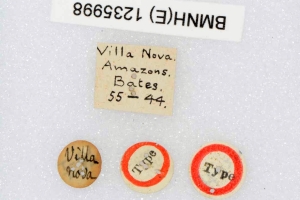 BMNH(E) 1235998
Villa Nova.
Amazons.
Bates.
55-44.
Villa
nova
Type
Type